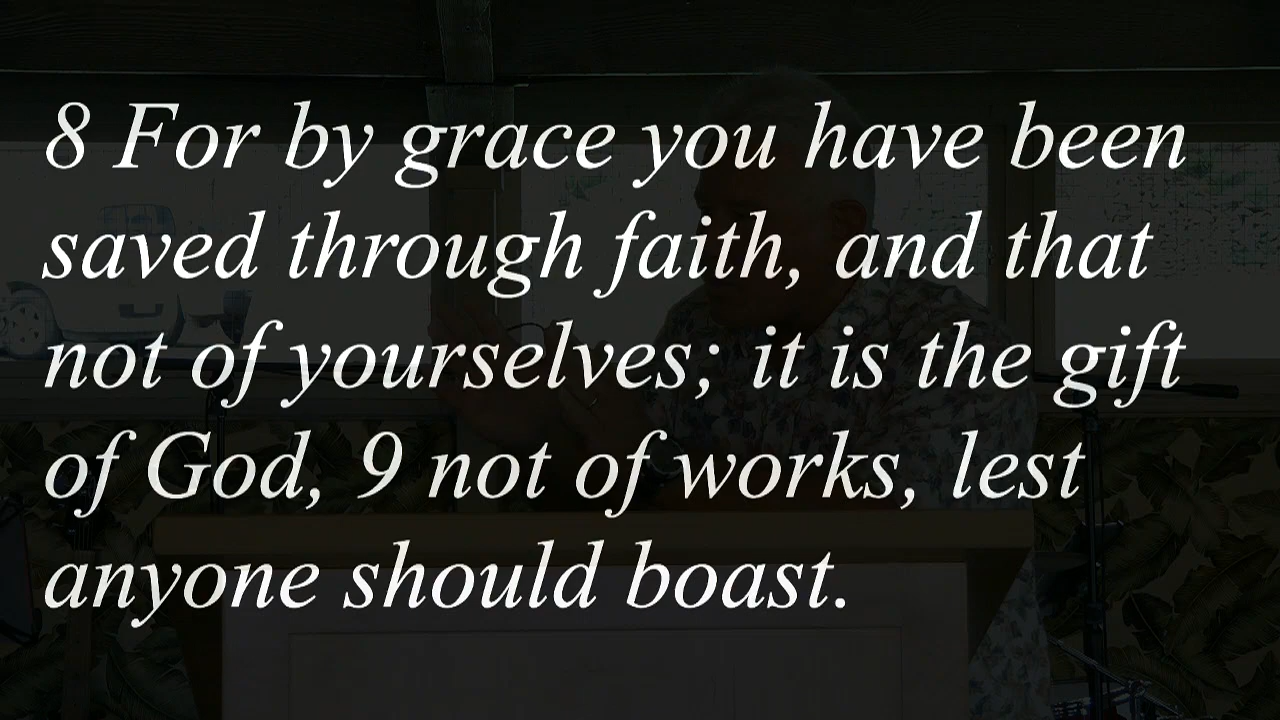 8 For by grace you have been
saved through faith, and that
not of yourselves; it is the gift
of God, 9 not of works, lest
anyone should boast.